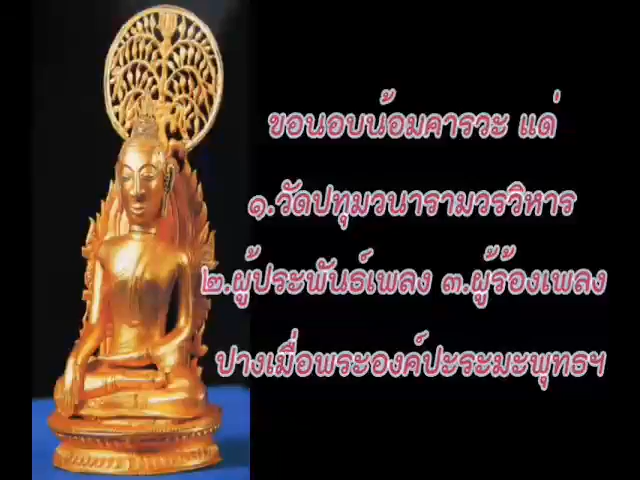 ขอนอบน้อมคารวะ แด่
๑.วัดปทุมวนารามวรวิหาร
๒.ผู้ประพันธ์เพลง ๓.ผู้ร้องเพลง
ปางเมื่อพระองค์ปะระมะพุทธฯ